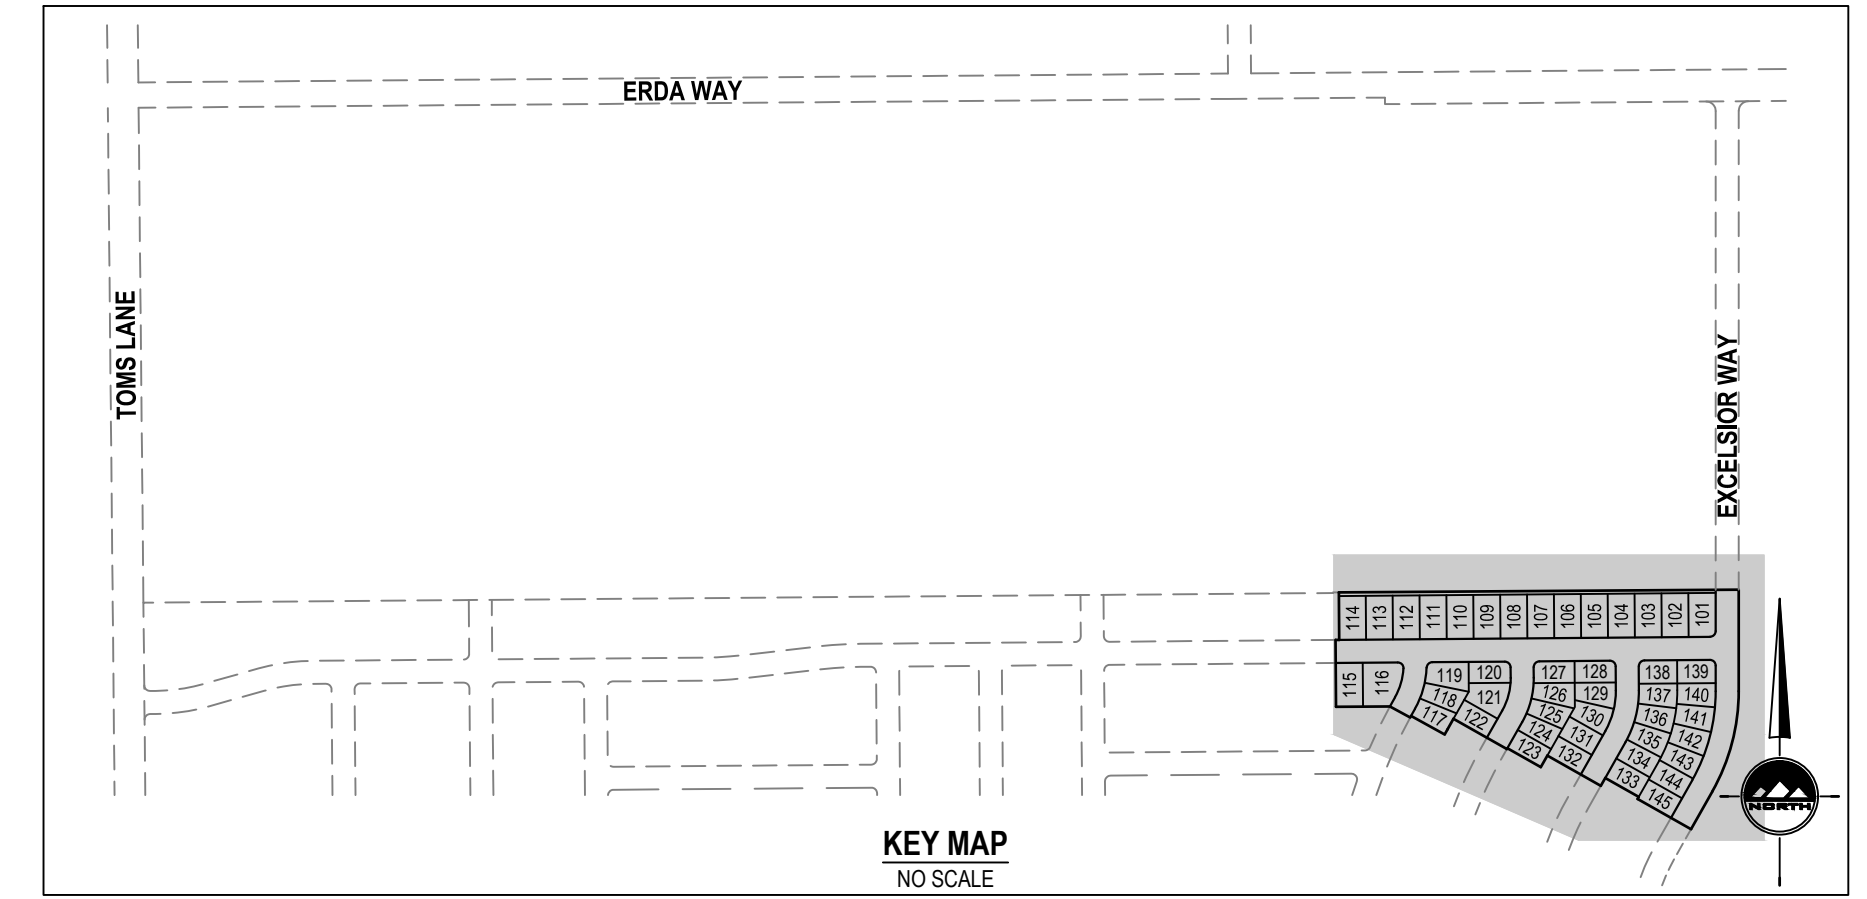 ERDA WAY
TOMS LANE
EXCELSIOR WAY
114 113 112 111 110 109 108 107 106 105 104 103 102 101
115 116 119 120 127 128 138 139
118 121 126 129 137 140
117 122 125 130 136 141
124 131 135 142
123 132 134 143
133 144
145
NORTH
KEY MAP
NO SCALE